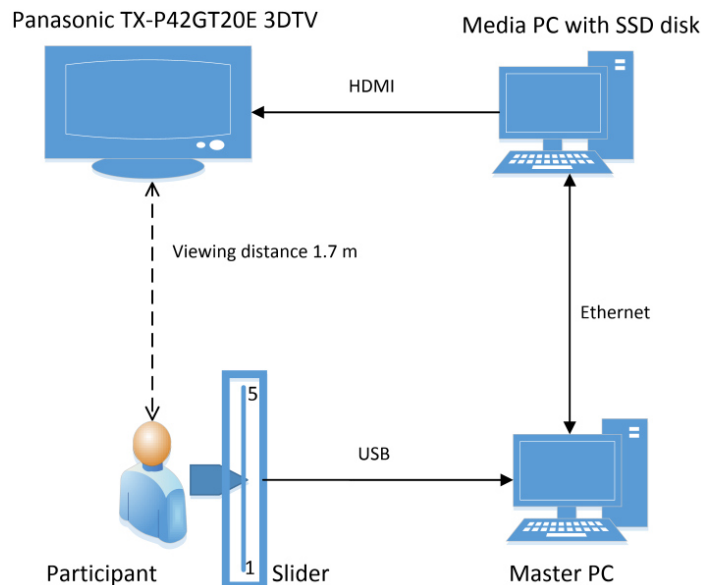 Panasonic TX-P42GT20E 3DTV
Media PC with SSD disk
HDMI
Viewing distance 1.7 m
Ethernet
5
USB
1
Participant
Slider
Master PC